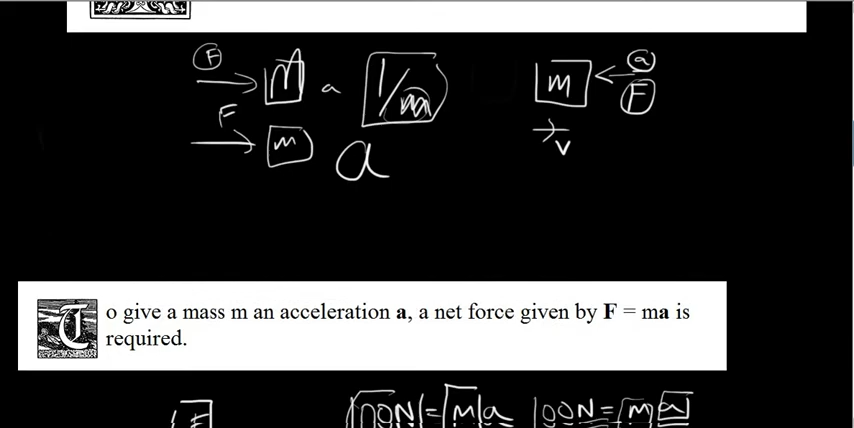 F M a 1/m m a
F m a F
v
To give a mass m an acceleration a, a net force given by F = ma is
required.
F 100N = m a 100N = m a